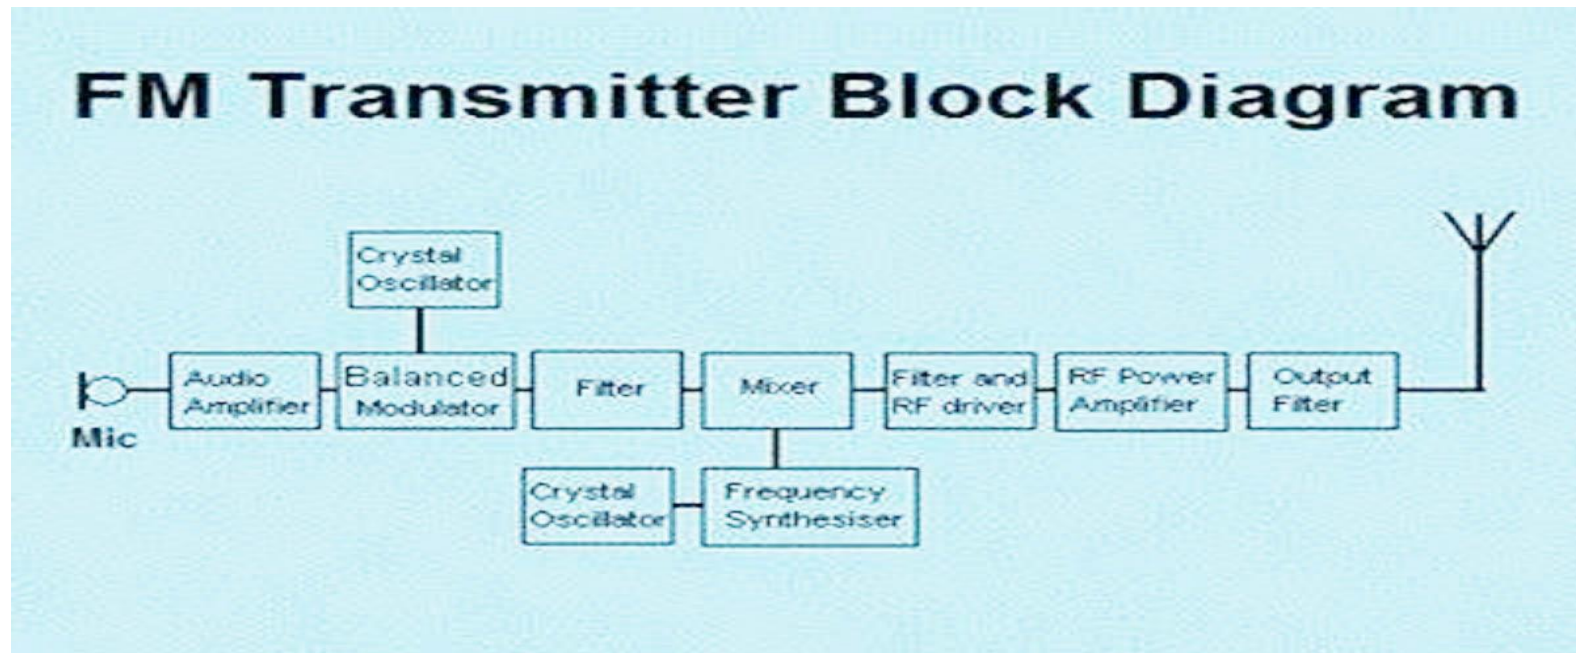 FM Transmitter Block Diagram
Crystal
Oscillator
Mic
Audio
Amplifier
Balanced
Modulator
Filter
Mixer
Filter and
RF driver
RF Power
Amplifier
Output
Filter
Crystal
Oscillator
Frequency
Synthesiser